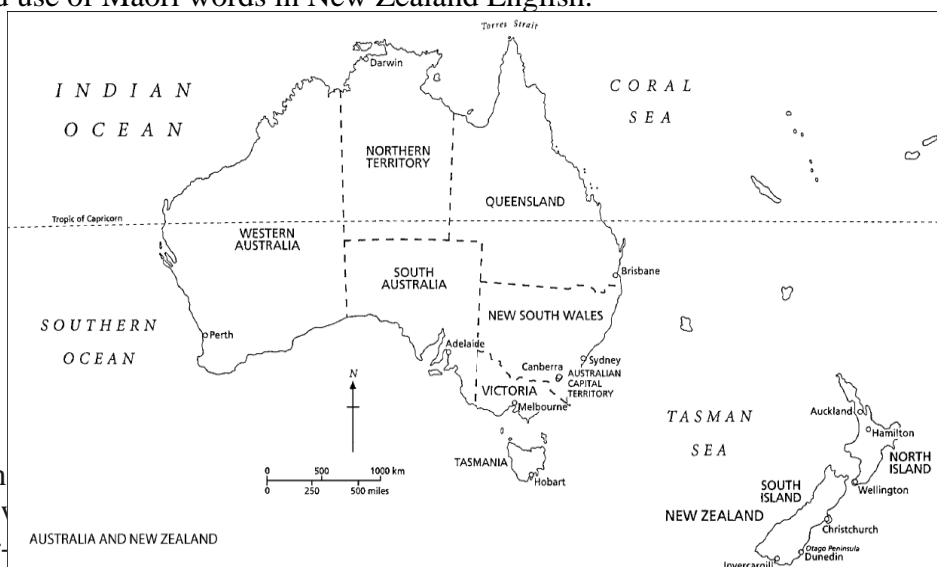 d use of Maori words in New Zealand English.
Torres Strait
Darwin
INDIAN
OCEAN
CORAL
SEA
NORTHERN
TERRITORY
QUEENSLAND
Tropic of Capricorn
WESTERN
AUSTRALIA
SOUTH
AUSTRALIA
Brisbane
NEW SOUTH WALES
SOUTHERN
OCEAN
Perth
Adelaide
Sydney
Canberra
AUSTRALIAN
CAPITAL
TERRITORY
N
VICTORIA
Melbourne
TASMAN
SEA
Auckland
Hamilton
NORTH
ISLAND
TASMANIA
Hobart
0 500 1000 km
0 250 500 miles
SOUTH
ISLAND
Wellington
NEW ZEALAND
Christchurch
Otago Peninsula
Dunedin
Invercargill
AUSTRALIA AND NEW ZEALAND